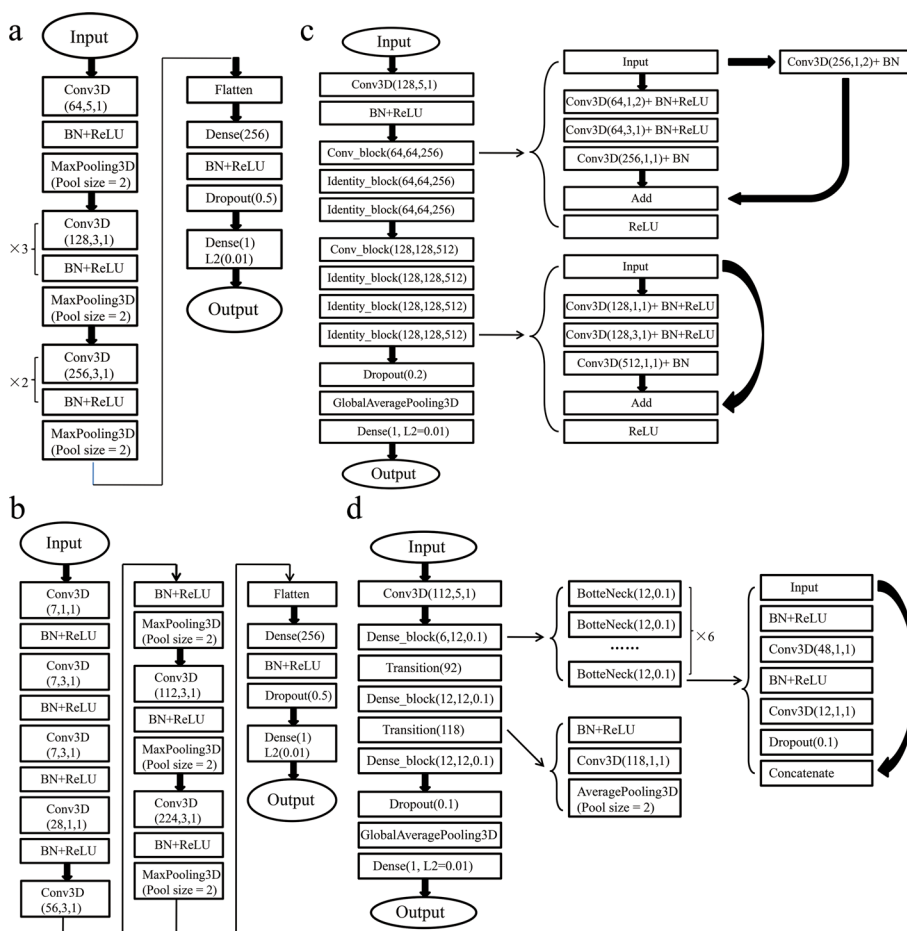 a
Input
Conv3D
(64,5,1)
BN+ReLU
MaxPooling3D
(Pool size = 2)
×3
Conv3D
(128,3,1)
BN+ReLU
MaxPooling3D
(Pool size = 2)
×2
Conv3D
(256,3,1)
BN+ReLU
MaxPooling3D
(Pool size = 2)
Flatten
Dense(256)
BN+ReLU
Dropout(0.5)
Dense(1)
L2(0.01)
Output
c
Input
Conv3D(128,5,1)
BN+ReLU
Conv_block(64,64,256)
Identity_block(64,64,256)
Identity_block(64,64,256)
Conv_block(128,128,512)
Identity_block(128,128,512)
Identity_block(128,128,512)
Identity_block(128,128,512)
Dropout(0.2)
GlobalAveragePooling3D
Dense(1, L2=0.01)
Output
Input
Conv3D(64,1,2)+ BN+ReLU
Conv3D(64,3,1)+ BN+ReLU
Conv3D(256,1,1)+ BN
Add
ReLU
Conv3D(256,1,2)+ BN
Input
Conv3D(128,1,1)+ BN+ReLU
Conv3D(128,3,1)+ BN+ReLU
Conv3D(512,1,1)+ BN
Add
ReLU
b
Input
Conv3D
(7,1,1)
BN+ReLU
Conv3D
(7,3,1)
BN+ReLU
Conv3D
(7,3,1)
BN+ReLU
Conv3D
(28,1,1)
BN+ReLU
Conv3D
(56,3,1)
BN+ReLU
MaxPooling3D
(Pool size = 2)
Conv3D
(112,3,1)
BN+ReLU
MaxPooling3D
(Pool size = 2)
Conv3D
(224,3,1)
BN+ReLU
MaxPooling3D
(Pool size = 2)
Flatten
Dense(256)
BN+ReLU
Dropout(0.5)
Dense(1)
L2(0.01)
Output
d
Input
Conv3D(112,5,1)
Dense_block(6,12,0.1)
Transition(92)
Dense_block(12,12,0.1)
Transition(118)
Dense_block(12,12,0.1)
Dropout(0.1)
GlobalAveragePooling3D
Dense(1, L2=0.01)
Output
BotteNeck(12,0.1)
BotteNeck(12,0.1)
......
BotteNeck(12,0.1)
×6
BN+ReLU
Conv3D(118,1,1)
AveragePooling3D
(Pool size = 2)
Input
BN+ReLU
Conv3D(48,1,1)
BN+ReLU
Conv3D(12,1,1)
Dropout(0.1)
Concatenate